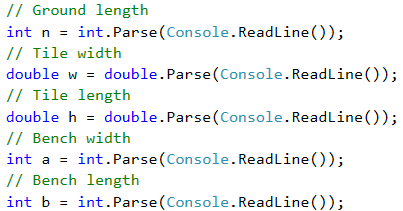 // Ground length
int n = int.Parse(Console.ReadLine());
// Tile width
double w = double.Parse(Console.ReadLine());
// Tile length
double h = double.Parse(Console.ReadLine());
// Bench width
int a = int.Parse(Console.ReadLine());
// Bench length
int b = int.Parse(Console.ReadLine());